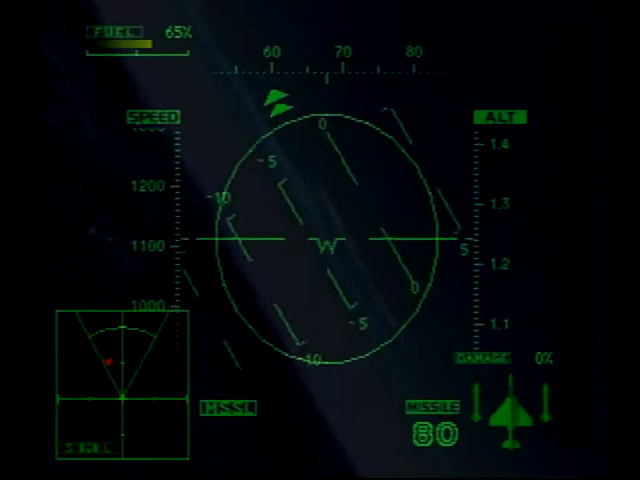 FUEL 65%
60 70 80
SPEED ALT
0
1.4
-5
1200 -10 1.3
1100
5
1.2
0
1000
-5 1.1
-10 DAMAGE 0%
MSSL MISSILE
80